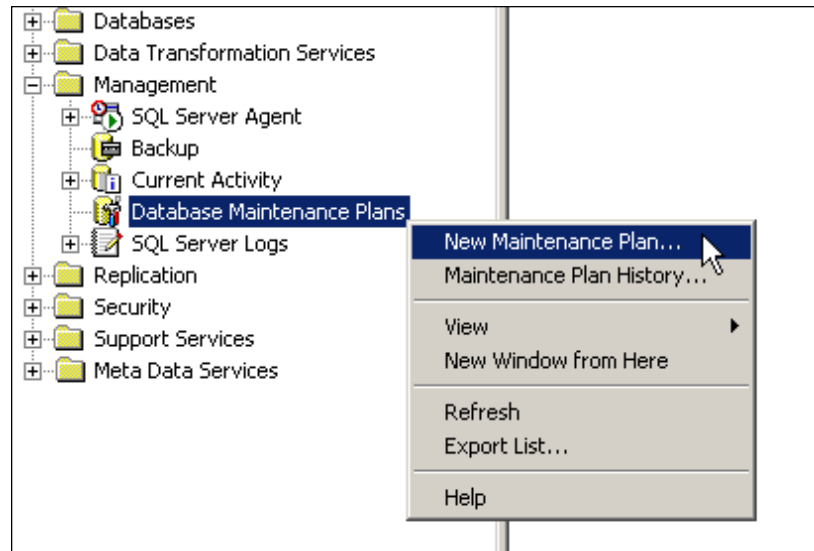 Databases
Data Transformation Services
Management
SQL Server Agent
Backup
Current Activity
Database Maintenance Plans
SQL Server Logs
Replication
Security
Support Services
Meta Data Services
New Maintenance Plan...
Maintenance Plan History...
View
New Window from Here
Refresh
Export List...
Help